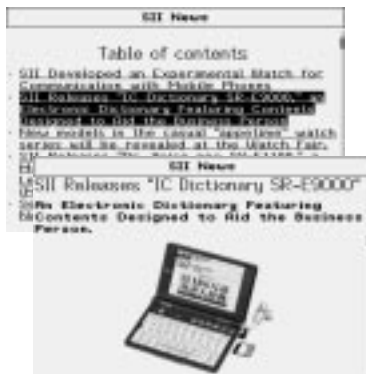 SII News
Table of contents
SII Developed an Experimental Watch for
Communication with Mobile Phones
SII Releases "IC Dictionary SR-E9000," an
Electronic Dictionary Featuring Contents
Designed to Aid the Business Person
New models in the casual "appetime" watch
series will be revealed at the Watch Fair.
SII News
SII Releases "IC Dictionary SR-E9000"
An Electronic Dictionary Featuring
Contents Designed to Aid the Business
Person.